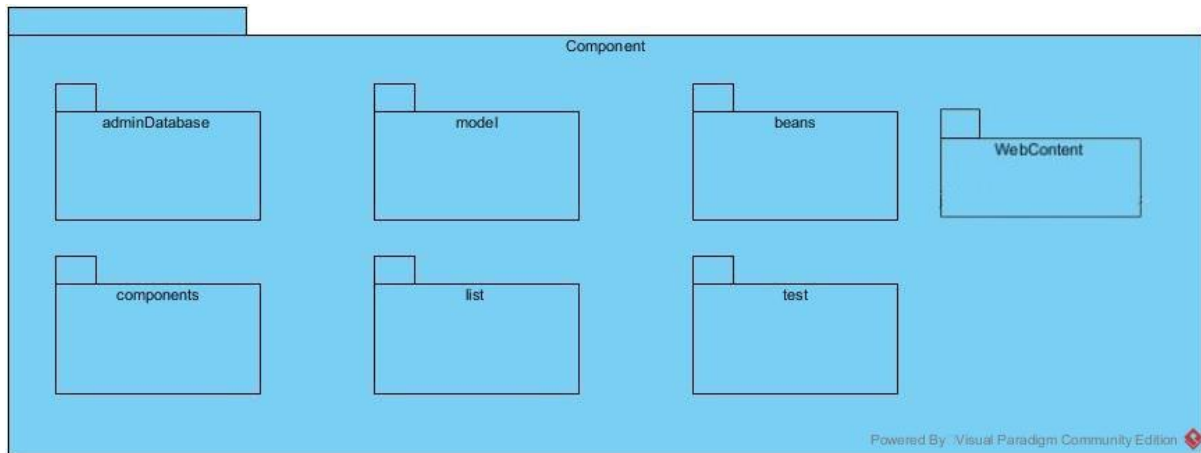 Component
adminDatabase
model
beans
WebContent
components
list
test
Powered By Visual Paradigm Community Edition